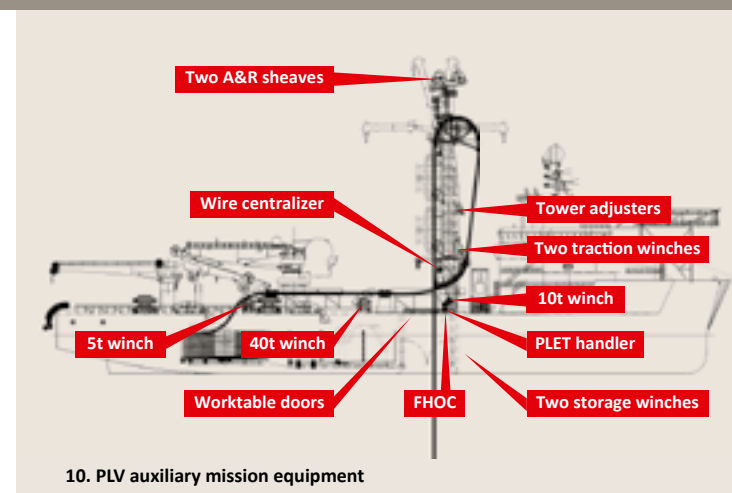 Two A&R sheaves
Wire centralizer
Tower adjusters
Two traction winches
10t winch
5t winch
40t winch
PLET handler
Worktable doors
FHOC
Two storage winches
10. PLV auxiliary mission equipment